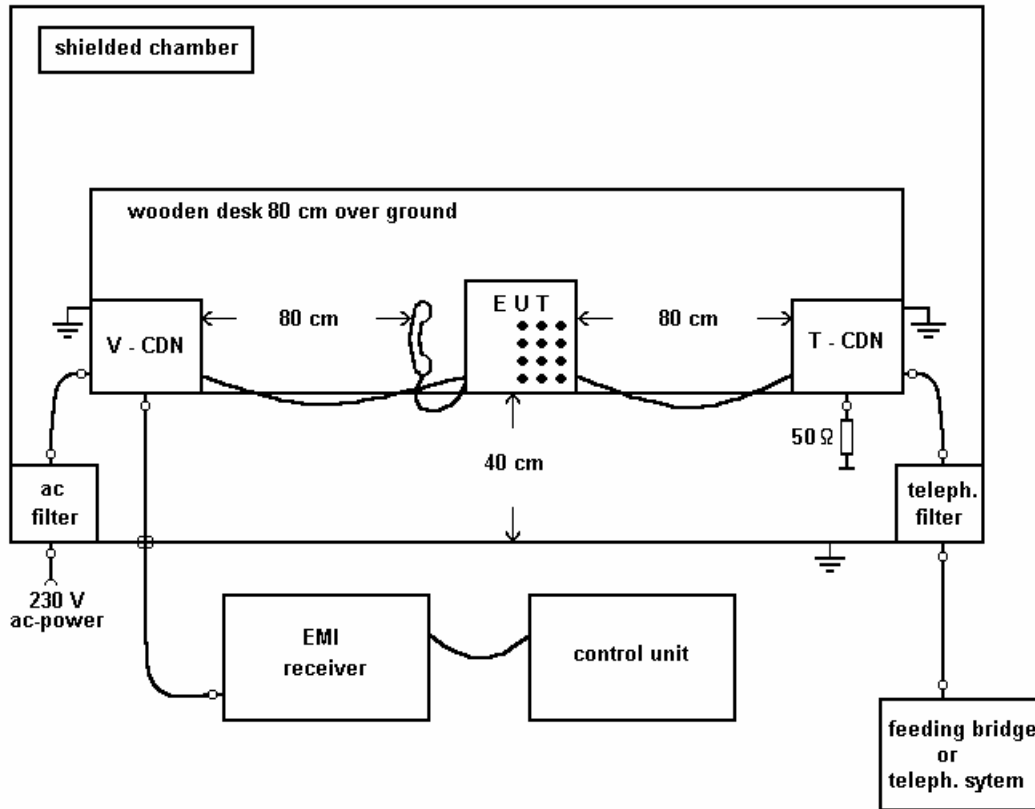 shielded chamber
wooden desk 80 cm over ground
E U T
80 cm
80 cm
V - CDN
T - CDN
50 Ω
40 cm
ac
filter
teleph.
filter
230 V
ac-power
EMI
receiver
control unit
feeding bridge
or
teleph. sytem